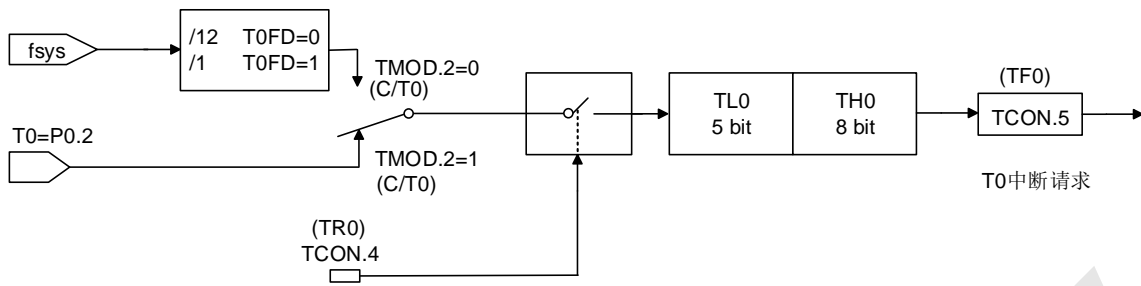 fsys
/12 T0FD=0
/1 T0FD=1
TMOD.2=0
(C/T0)
T0=P0.2
TMOD.2=1
(C/T0)
(TR0)
TCON.4
TL0
5 bit
TH0
8 bit
(TF0)
TCON.5
T0中断请求